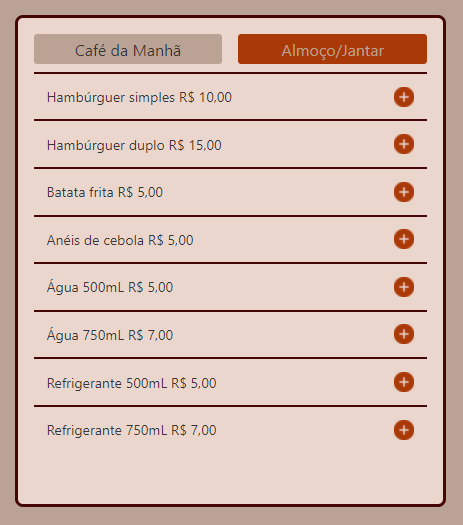 Café da Manhã
Almoço/Jantar
Hambúrguer simples R$ 10,00
Hambúrguer duplo R$ 15,00
Batata frita R$ 5,00
Anéis de cebola R$ 5,00
Água 500mL R$ 5,00
Água 750mL R$ 7,00
Refrigerante 500mL R$ 5,00
Refrigerante 750mL R$ 7,00